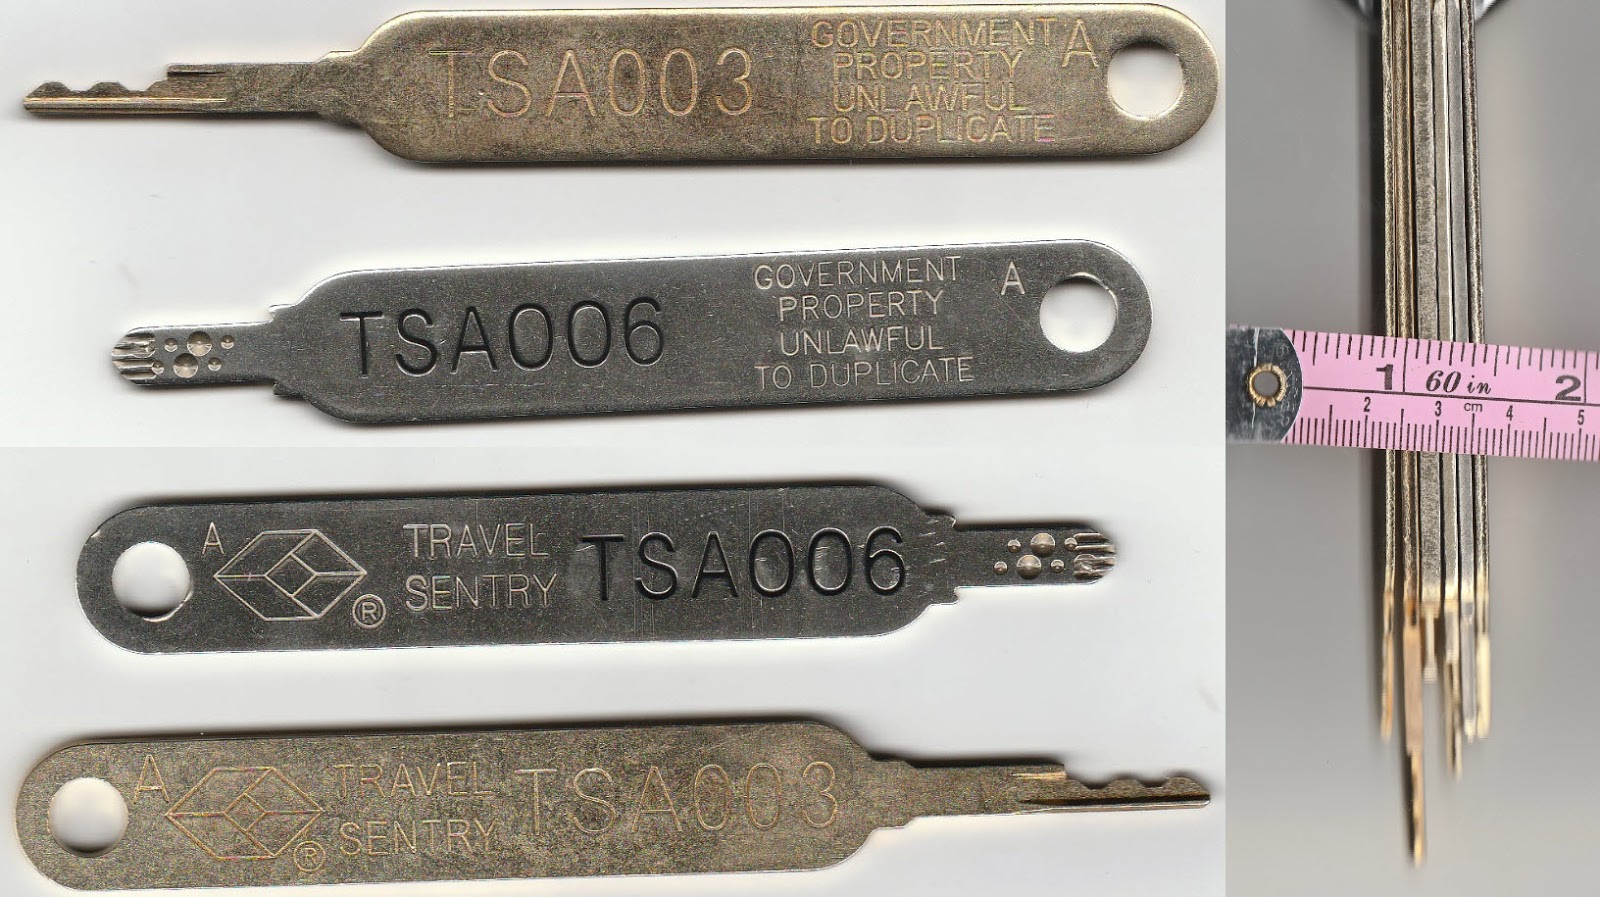 TSA003
GOVERNMENT
PROPERTY
UNLAWFUL
TO DUPLICATE
A
TSA006
GOVERNMENT
PROPERTY
UNLAWFUL
TO DUPLICATE
A
A
®
TRAVEL
SENTRY
TSA006
A
®
TRAVEL
SENTRY
TSA003
1 60 in 2
2 3 cm 4 5